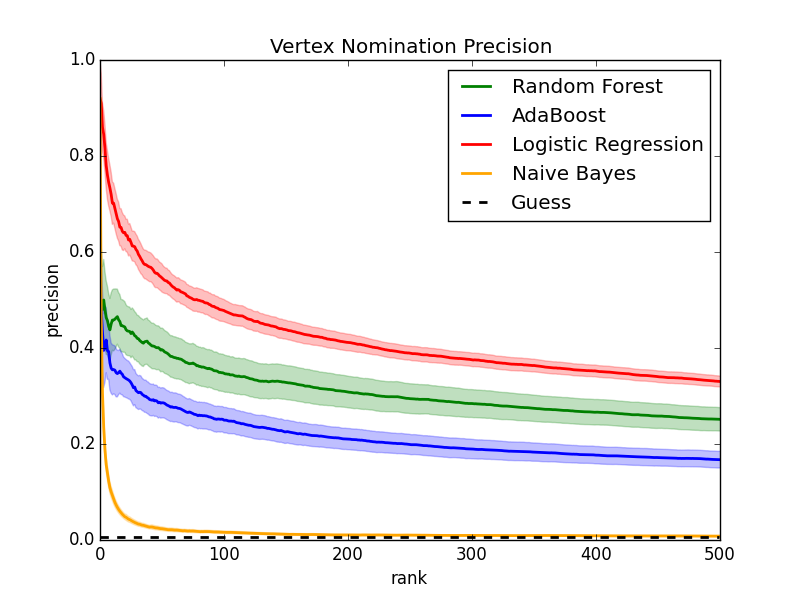 Vertex Nomination Precision
1.0
0.8
0.6
0.4
0.2
0.0
precision
Random Forest
AdaBoost
Logistic Regression
Naive Bayes
Guess
0 100 200 300 400 500
rank